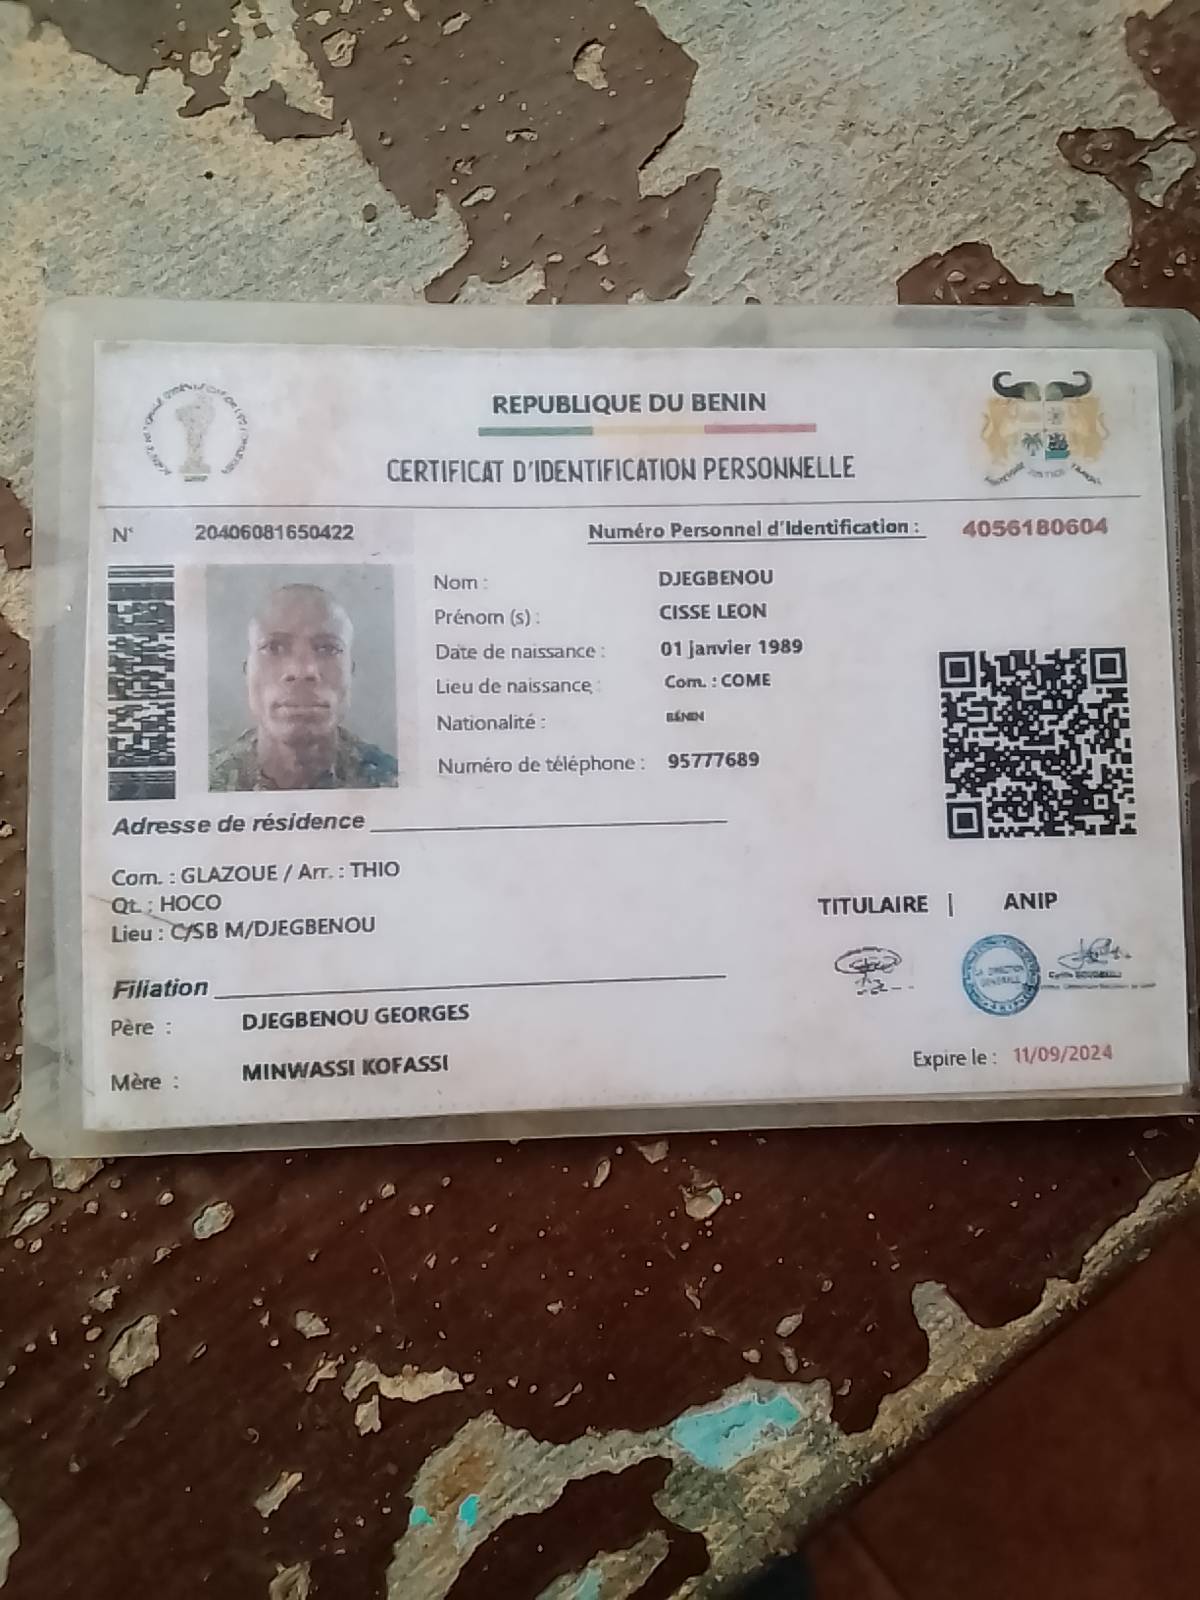 REPUBLIQUE DU BENIN
CERTIFICAT D'IDENTIFICATION PERSONNELLE
N° 20406081650422
Numéro Personnel d'Identification : 4056180604
Nom : DJEGBENOU
Prénom (s) : CISSE LEON
Date de naissance : 01 janvier 1989
Lieu de naissance : Com. : COME
Nationalité : BÉNIN
Numéro de téléphone : 95777689
Adresse de résidence
Com. : GLAZOUE / Arr. : THIO
Qt. : HOCO
Lieu : C/SB M/DJEGBENOU
TITULAIRE | ANIP
LA DIRECTION GENERALE
Filiation
Père : DJEGBENOU GEORGES
Mère : MINWASSI KOFASSI
Expire le : 11/09/2024